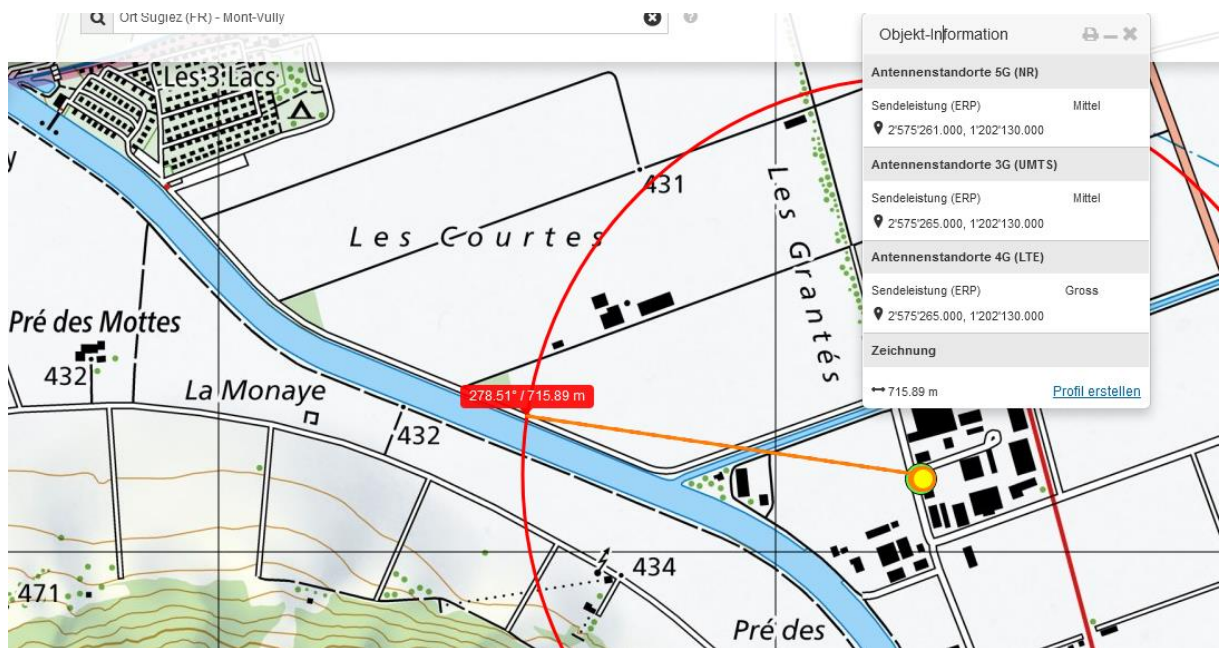 Ort Sugiez (FR) - Mont-Vully
Objekt-Information
Antennenstandorte 5G (NR)
Sendeleistung (ERP) Mittel
2'575'261.000, 1'202'130.000
Antennenstandorte 3G (UMTS)
Sendeleistung (ERP) Mittel
2'575'265.000, 1'202'130.000
Antennenstandorte 4G (LTE)
Sendeleistung (ERP) Gross
2'575'265.000, 1'202'130.000
Zeichnung
715.89 m Profil erstellen
Les 3 Lacs
431
Les Courtes
Les Grantés
Pré des Mottes
432
La Monaye
278.51° / 715.89 m
432
434
471
Pré des